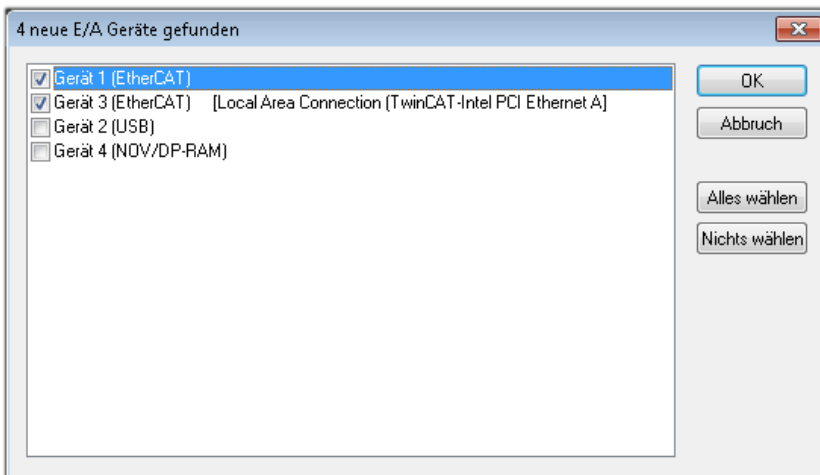 4 neue E/A Geräte gefunden
Gerät 1 (EtherCAT)
Gerät 3 (EtherCAT) [Local Area Connection (TwinCAT-Intel PCI Ethernet A]
Gerät 2 (USB)
Gerät 4 (NOV/DP-RAM)
OK
Abbruch
Alles wählen
Nichts wählen